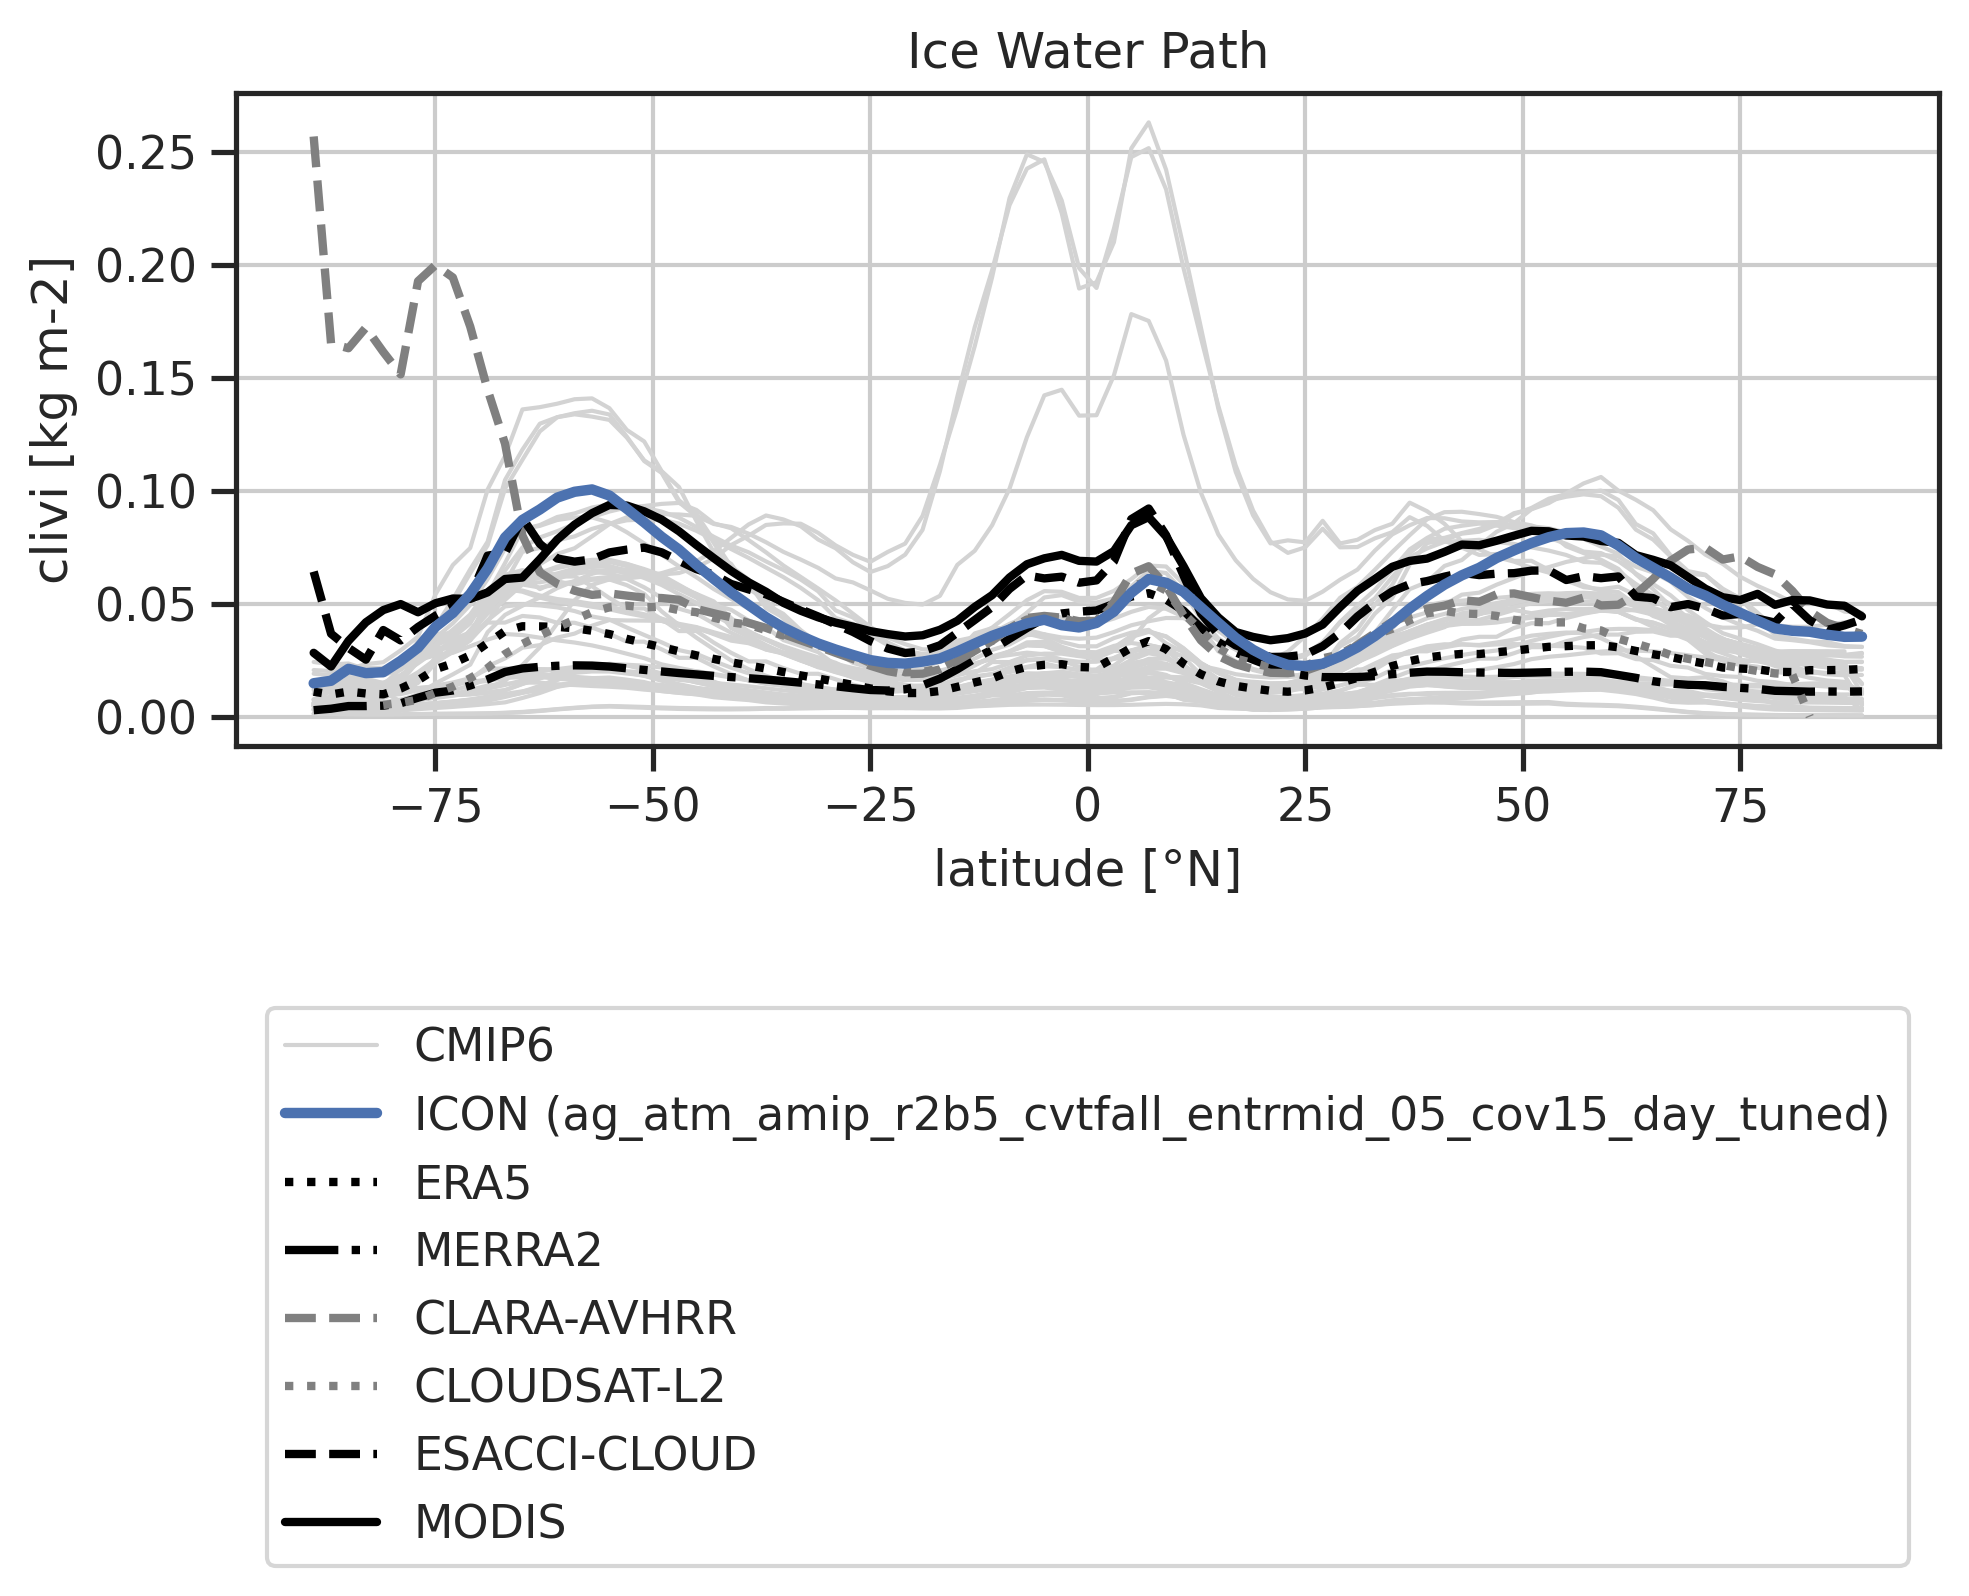 Ice Water Path
clivi [kg m-2]
0.25
0.20
0.15
0.10
0.05
0.00
−75 −50 −25 0 25 50 75
latitude [°N]
CMIP6
ICON (ag_atm_amip_r2b5_cvtfall_entrmid_05_cov15_day_tuned)
ERA5
MERRA2
CLARA-AVHRR
CLOUDSAT-L2
ESACCI-CLOUD
MODIS